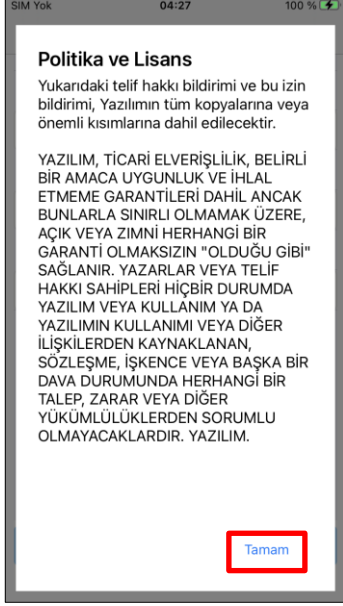 SIM Yok 04:27 100 %
Politika ve Lisans
Yukarıdaki telif hakkı bildirimi ve bu izin
bildirimi, Yazılımın tüm kopyalarına veya
önemli kısımlarına dahil edilecektir.
YAZILIM, TİCARİ ELVERİŞLİLİK, BELİRLİ
BİR AMACA UYGUNLUK VE İHLAL
ETMEME GARANTİLERİ DAHİL ANCAK
BUNLARLA SINIRLI OLMAMAK ÜZERE,
AÇIK VEYA ZIMNİ HERHANGİ BİR
GARANTİ OLMAKSIZIN "OLDUĞU GİBİ"
SAĞLANIR. YAZARLAR VEYA TELİF
HAKKI SAHİPLERİ HİÇBİR DURUMDA
YAZILIM VEYA KULLANIM YA DA
YAZILIMIN KULLANIMI VEYA DİĞER
İLİŞKİLERDEN KAYNAKLANAN,
SÖZLEŞME, İŞKENCE VEYA BAŞKA BİR
DAVA DURUMUNDA HERHANGİ BİR
TALEP, ZARAR VEYA DİĞER
YÜKÜMLÜLÜKLERDEN SORUMLU
OLMAYACAKLARDIR. YAZILIM.
Tamam